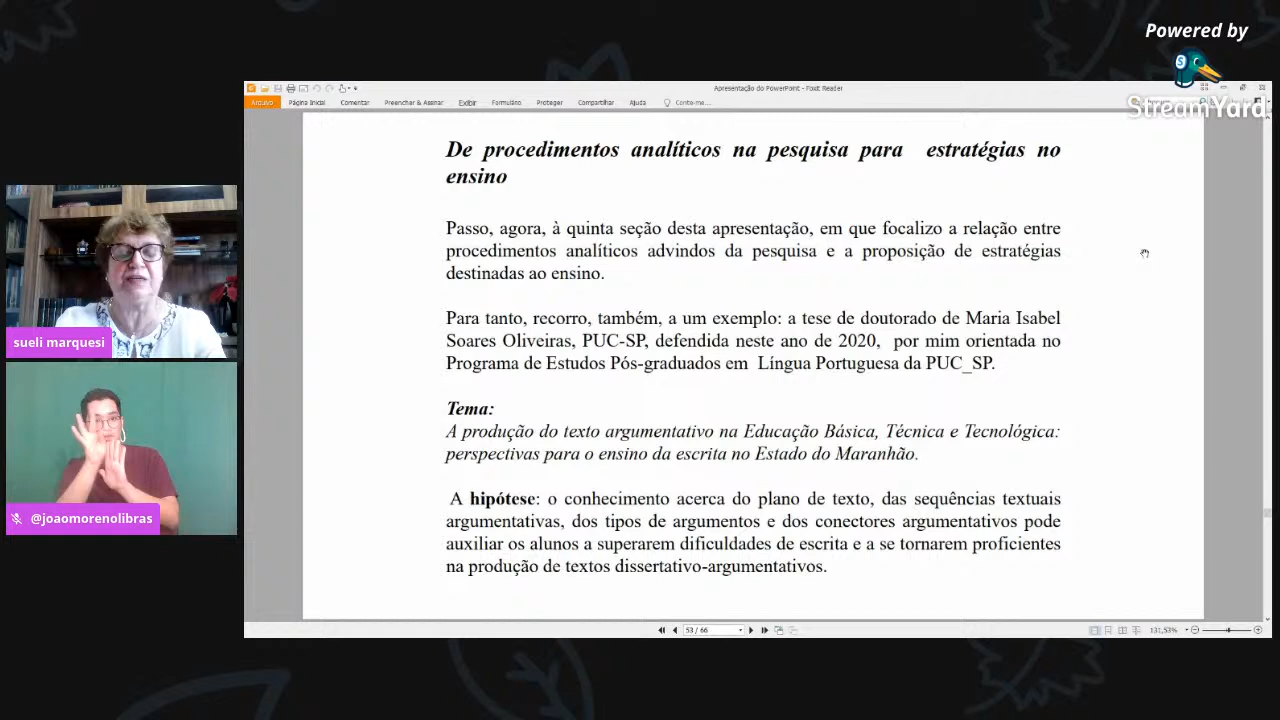 Powered by
StreamYard
Apresentação do PowerPoint - Foxit Reader
Arquivo Página Inicial Comentar Preencher & Assinar Exibir Formulário Proteger Compartilhar Ajuda Conte-me...
De procedimentos analíticos na pesquisa para estratégias no
ensino
Passo, agora, à quinta seção desta apresentação, em que focalizo a relação entre
procedimentos analíticos advindos da pesquisa e a proposição de estratégias
destinadas ao ensino.
Para tanto, recorro, também, a um exemplo: a tese de doutorado de Maria Isabel
Soares Oliveiras, PUC-SP, defendida neste ano de 2020, por mim orientada no
Programa de Estudos Pós-graduados em Língua Portuguesa da PUC_SP.
Tema:
A produção do texto argumentativo na Educação Básica, Técnica e Tecnológica:
perspectivas para o ensino da escrita no Estado do Maranhão.
A hipótese: o conhecimento acerca do plano de texto, das sequências textuais
argumentativas, dos tipos de argumentos e dos conectores argumentativos pode
auxiliar os alunos a superarem dificuldades de escrita e a se tornarem proficientes
na produção de textos dissertativo-argumentativos.
sueli marquesi
@joaomorenolibras
53 / 66
131,53%